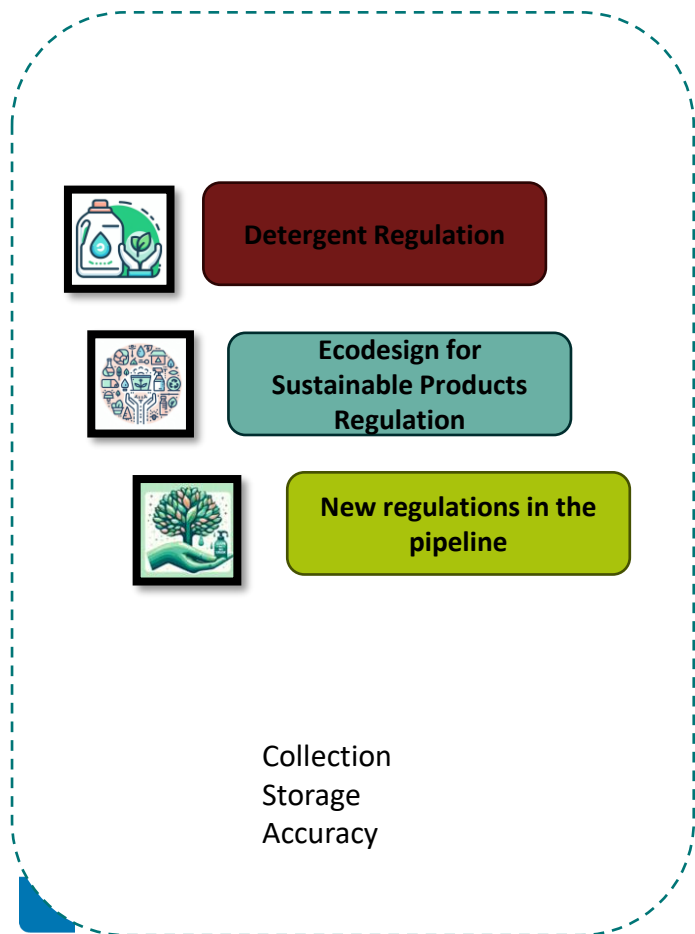 Detergent Regulation
Ecodesign for
Sustainable Products
Regulation
New regulations in the
pipeline
Collection
Storage
Accuracy